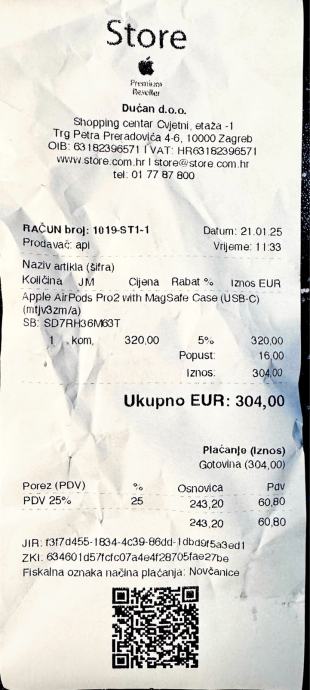 Store
Premium
Reseller
Dućan d.o.o.
Shopping centar Cvjetni, etaža -1
Trg Petra Preradovića 4-6, 10000 Zagreb
OIB: 63182396571 I VAT: HR63182396571
www.store.com.hr I store@store.com.hr
tel: 01 77 87 800
RAČUN broj: 1019-ST1-1 Datum: 21.01.25
Prodavač: apl Vrijeme: 11:33
Naziv artikla (šifra)
Količina JM Cijena Rabat % Iznos EUR
Apple AirPods Pro2 with MagSafe Case (USB-C)
(mtjv3zm/a)
SB: SD7RH36M63T
1 kom, 320,00 5% 320,00
Popust: 16,00
Iznos: 304,00
Ukupno EUR: 304,00
Plaćanje (Iznos)
Gotovina (304,00)
Porez (PDV) % Osnovica Pdv
PDV 25% 25 243,20 60,80
243,20 60,80
JIR: f3f7d455-1834-4c39-86dd-1dbd9f5a3ed1
ZKI: 634601d57fcfc07a4e4f28705fae27be
Fiskalna oznaka načina plaćanja: Novčanice